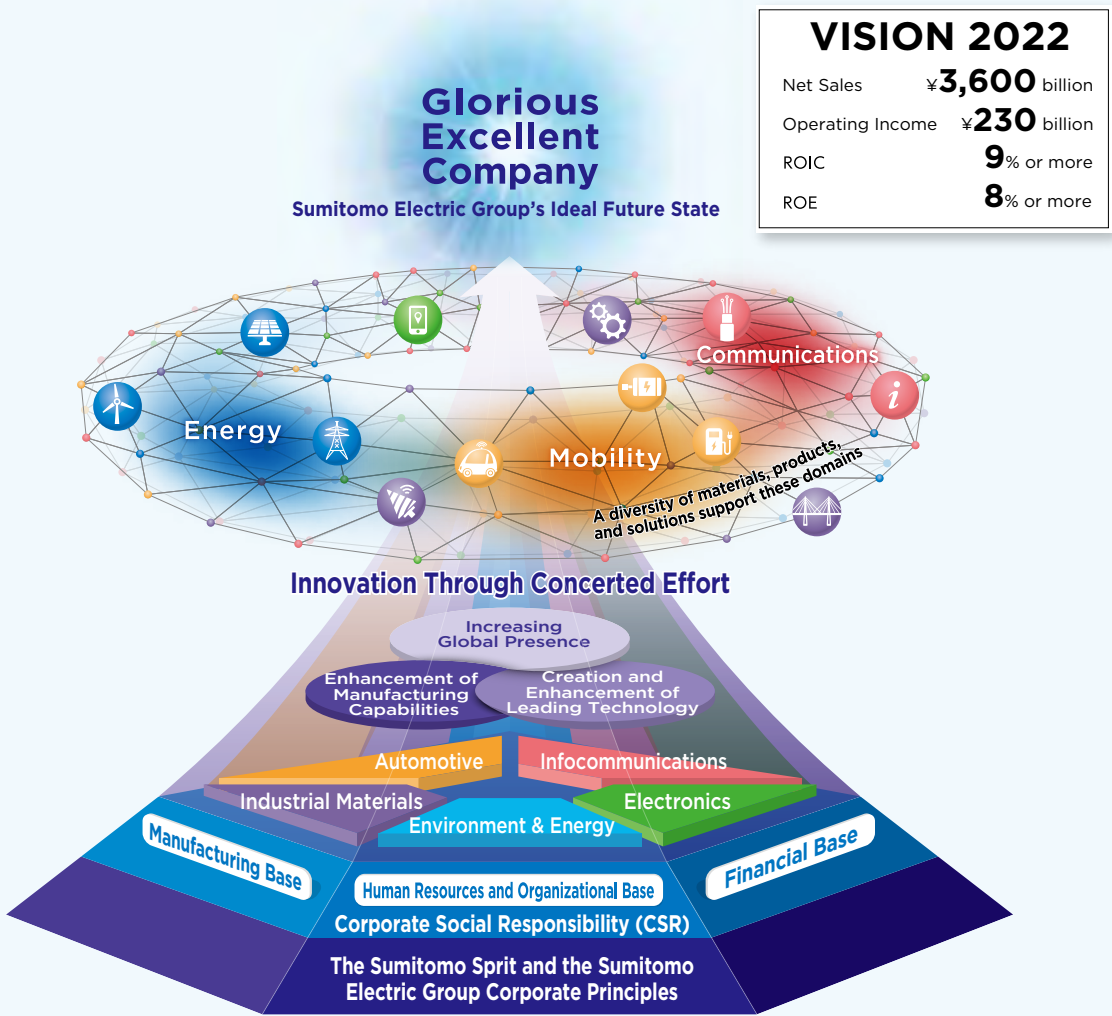 VISION 2022
Net Sales ¥3,600 billion
Operating Income ¥230 billion
ROIC 9% or more
ROE 8% or more
Glorious
Excellent
Company
Sumitomo Electric Group's Ideal Future State
Communications
i
Energy
Mobility
A diversity of materials, products,
and solutions support these domains
Innovation Through Concerted Effort
Increasing
Global Presence
Enhancement of
Manufacturing
Capabilities
Creation and
Enhancement of
Leading Technology
Automotive
Infocommunications
Industrial Materials
Electronics
Environment & Energy
Manufacturing Base
Financial Base
Human Resources and Organizational Base
Corporate Social Responsibility (CSR)
The Sumitomo Sprit and the Sumitomo
Electric Group Corporate Principles